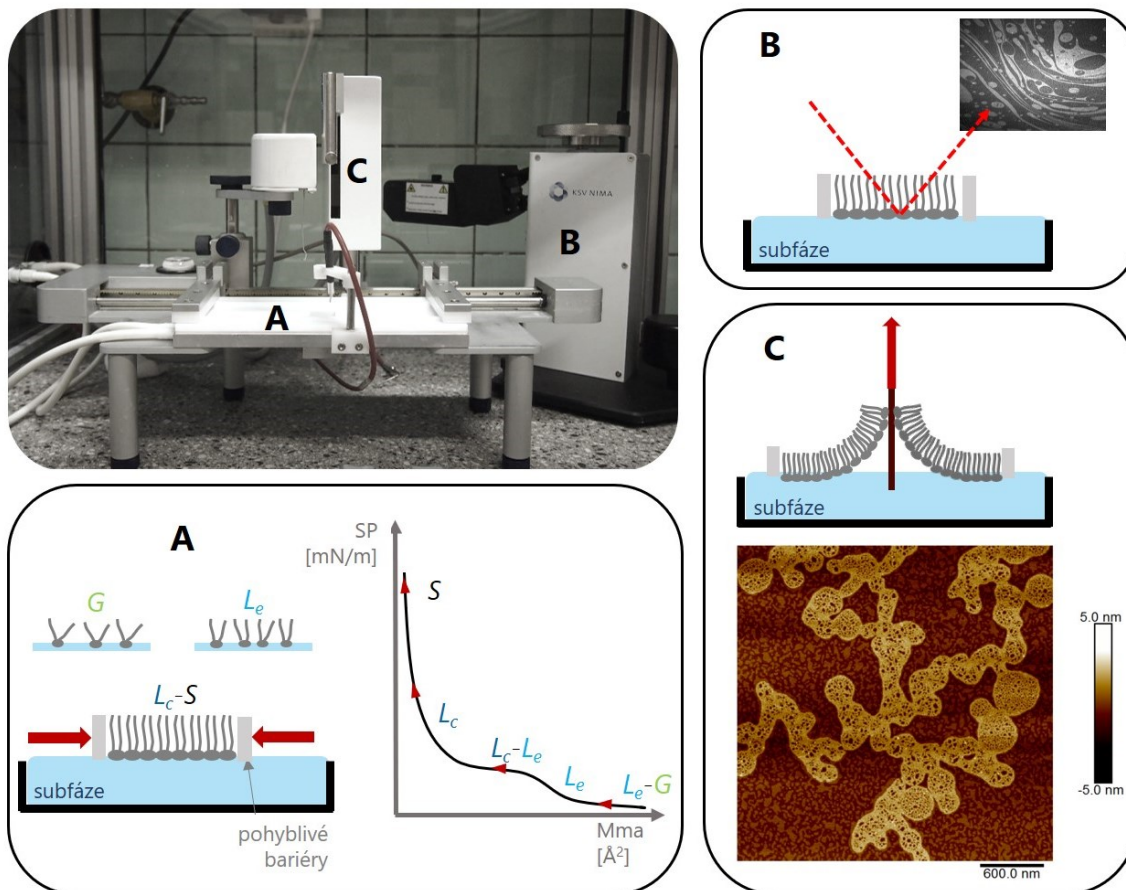 C
KSV NIMA
B
A
B
subfáze
C
subfáze
5.0 nm
-5.0 nm
600.0 nm
A
G
Le
Lc-S
subfáze
pohyblivé
bariéry
SP
[mN/m]
S
Lc
Lc-Le
Le
Le-G
Mma
[Å²]